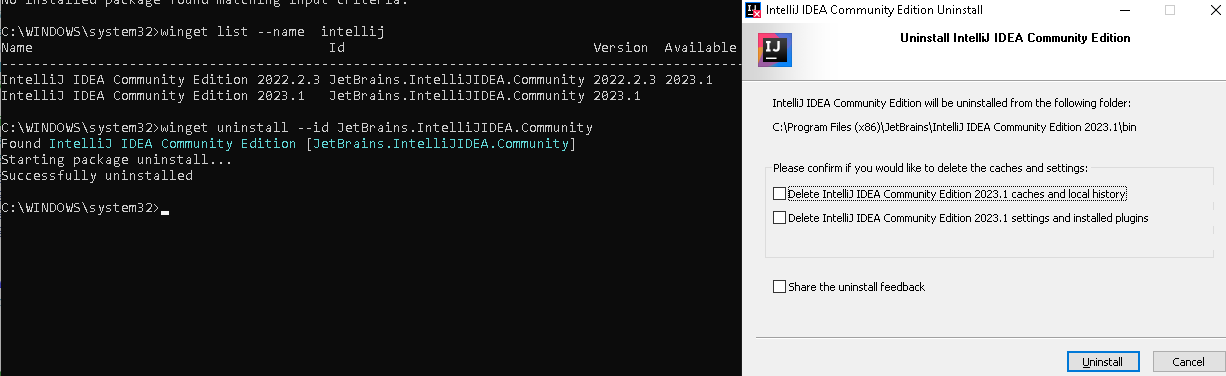 No installed package found matching input criteria.
C:\WINDOWS\system32>winget list --name  intellij
Name Id Version Available
IntelliJ IDEA Community Edition 2022.2.3 JetBrains.IntelliJIDEA.Community 2022.2.3 2023.1
IntelliJ IDEA Community Edition 2023.1 JetBrains.IntelliJIDEA.Community 2023.1
C:\WINDOWS\system32>winget uninstall --id JetBrains.IntelliJIDEA.Community
Found IntelliJ IDEA Community Edition [JetBrains.IntelliJIDEA.Community]
Starting package uninstall...
Successfully uninstalled
C:\WINDOWS\system32>
IntelliJ IDEA Community Edition Uninstall
IJ
Uninstall IntelliJ IDEA Community Edition
IntelliJ IDEA Community Edition will be uninstalled from the following folder:
C:\Program Files (x86)\JetBrains\IntelliJ IDEA Community Edition 2023.1\bin
Please confirm if you would like to delete the caches and settings:
Delete IntelliJ IDEA Community Edition 2023.1 caches and local history
Delete IntelliJ IDEA Community Edition 2023.1 settings and installed plugins
Share the uninstall feedback
Uninstall
Cancel